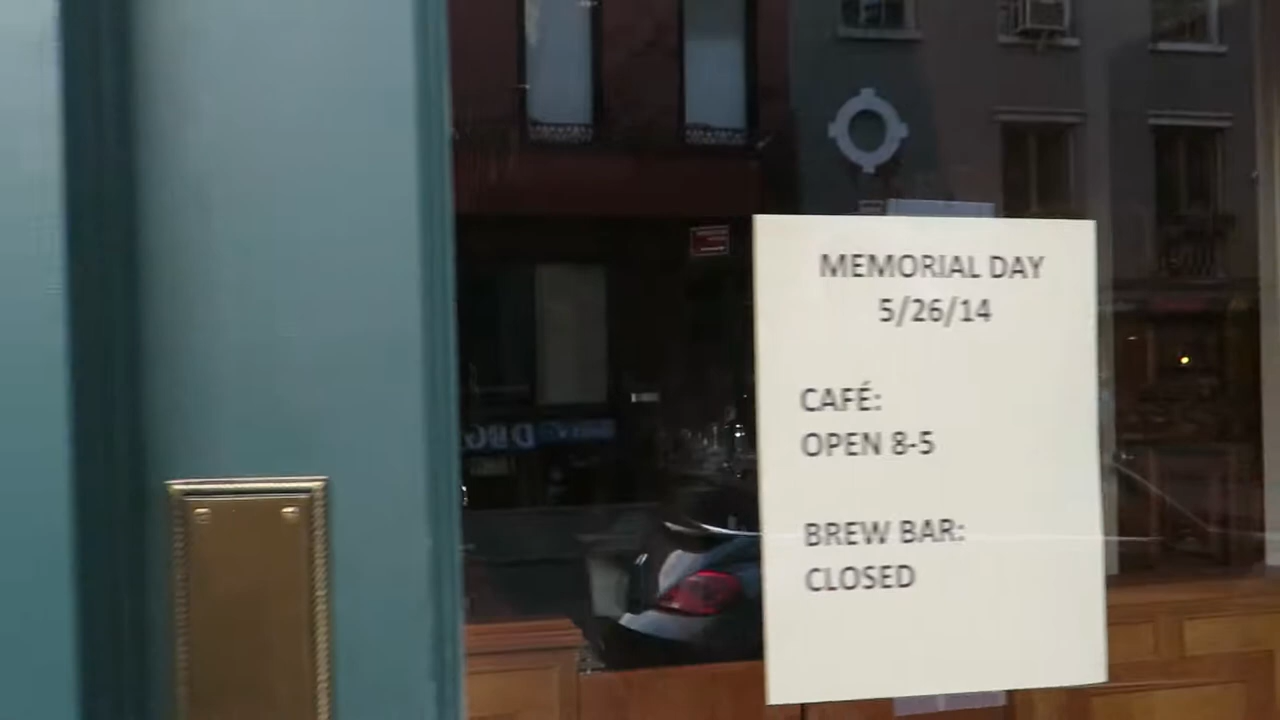 MEMORIAL DAY
5/26/14
CAFÉ:
OPEN 8-5
BREW BAR:
CLOSED